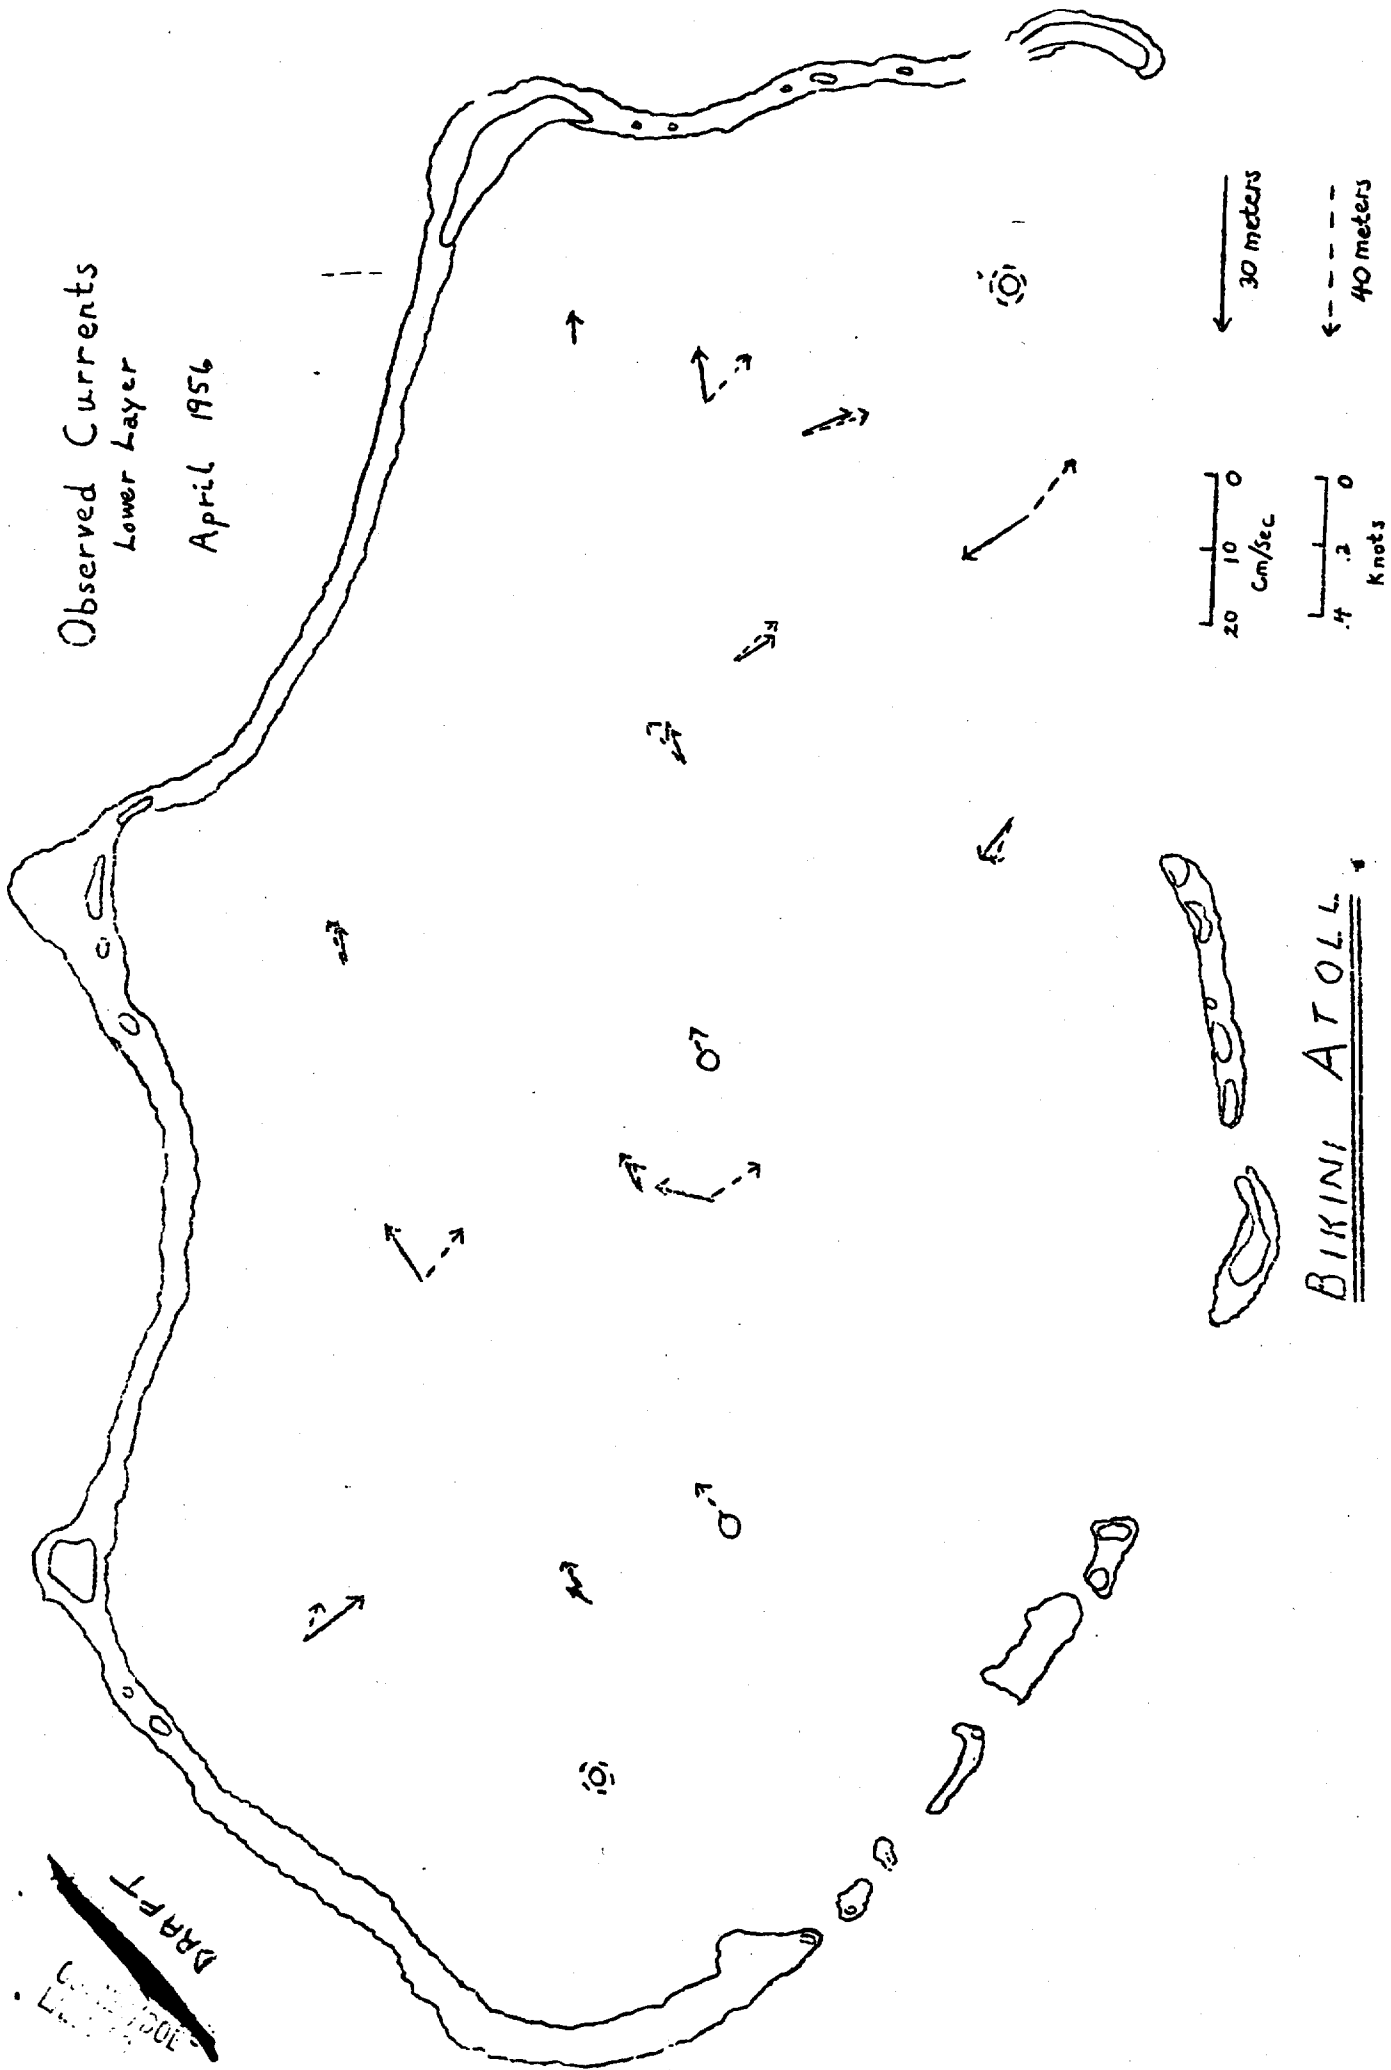 Observed Currents
Lower Layer
April 1956
DRAFT
20 10 0
Cm/Sec
30 meters
.4 .2 0
Knots
40 meters
BIKINI ATOLL